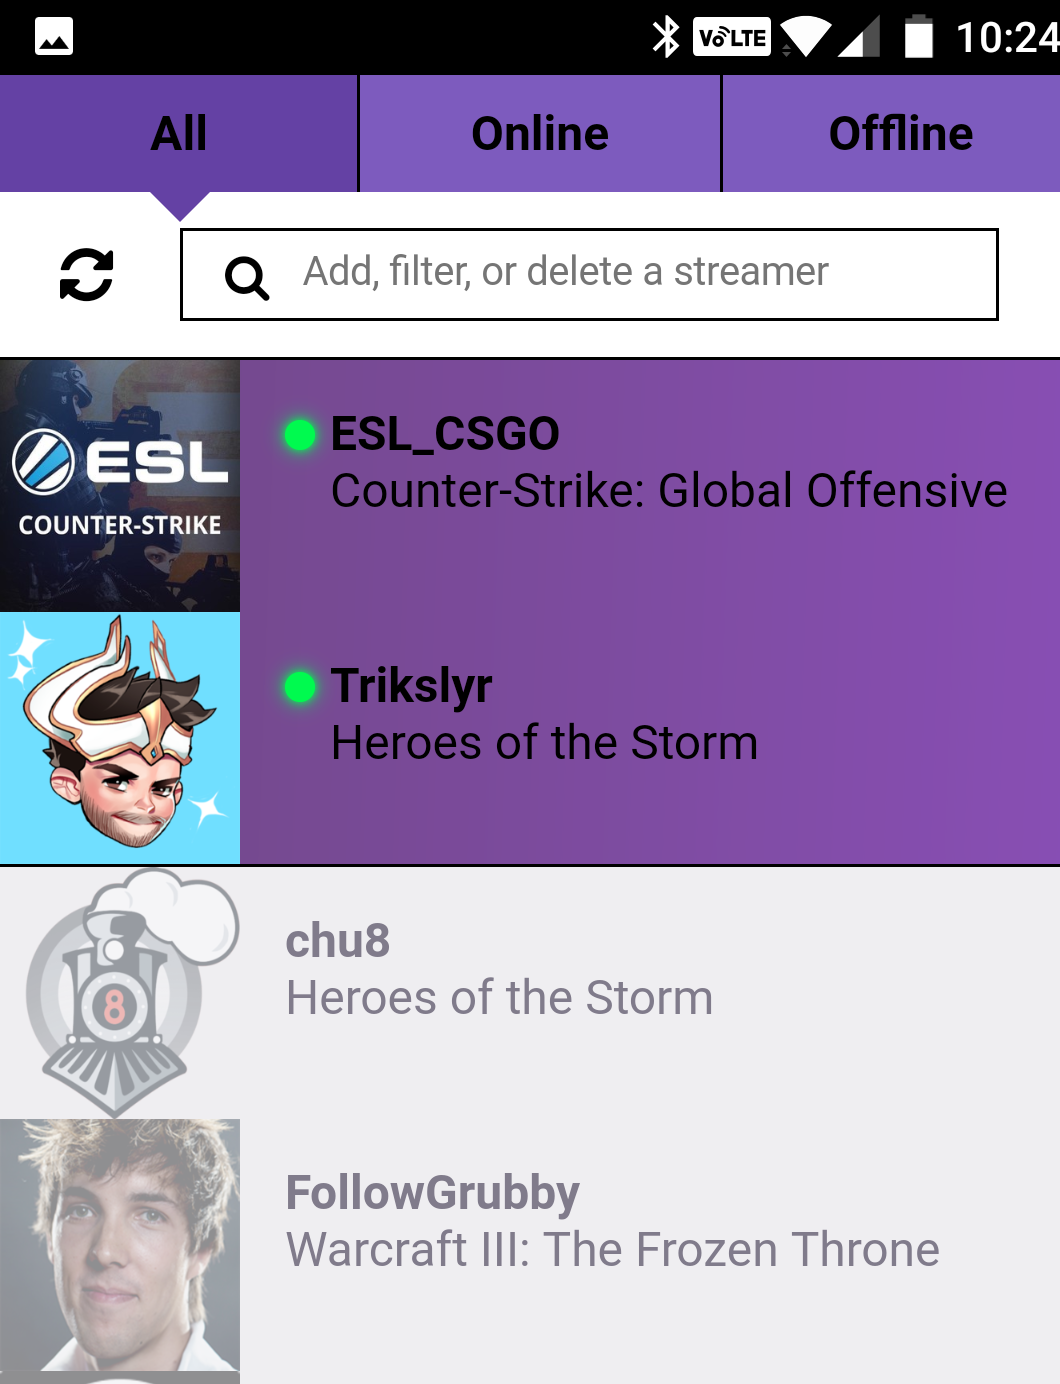 VoLTE 10:24
All Online Offline
Add, filter, or delete a streamer
ESL
COUNTER-STRIKE
ESL_CSGO
Counter-Strike: Global Offensive
Trikslyr
Heroes of the Storm
8
chu8
Heroes of the Storm
FollowGrubby
Warcraft III: The Frozen Throne